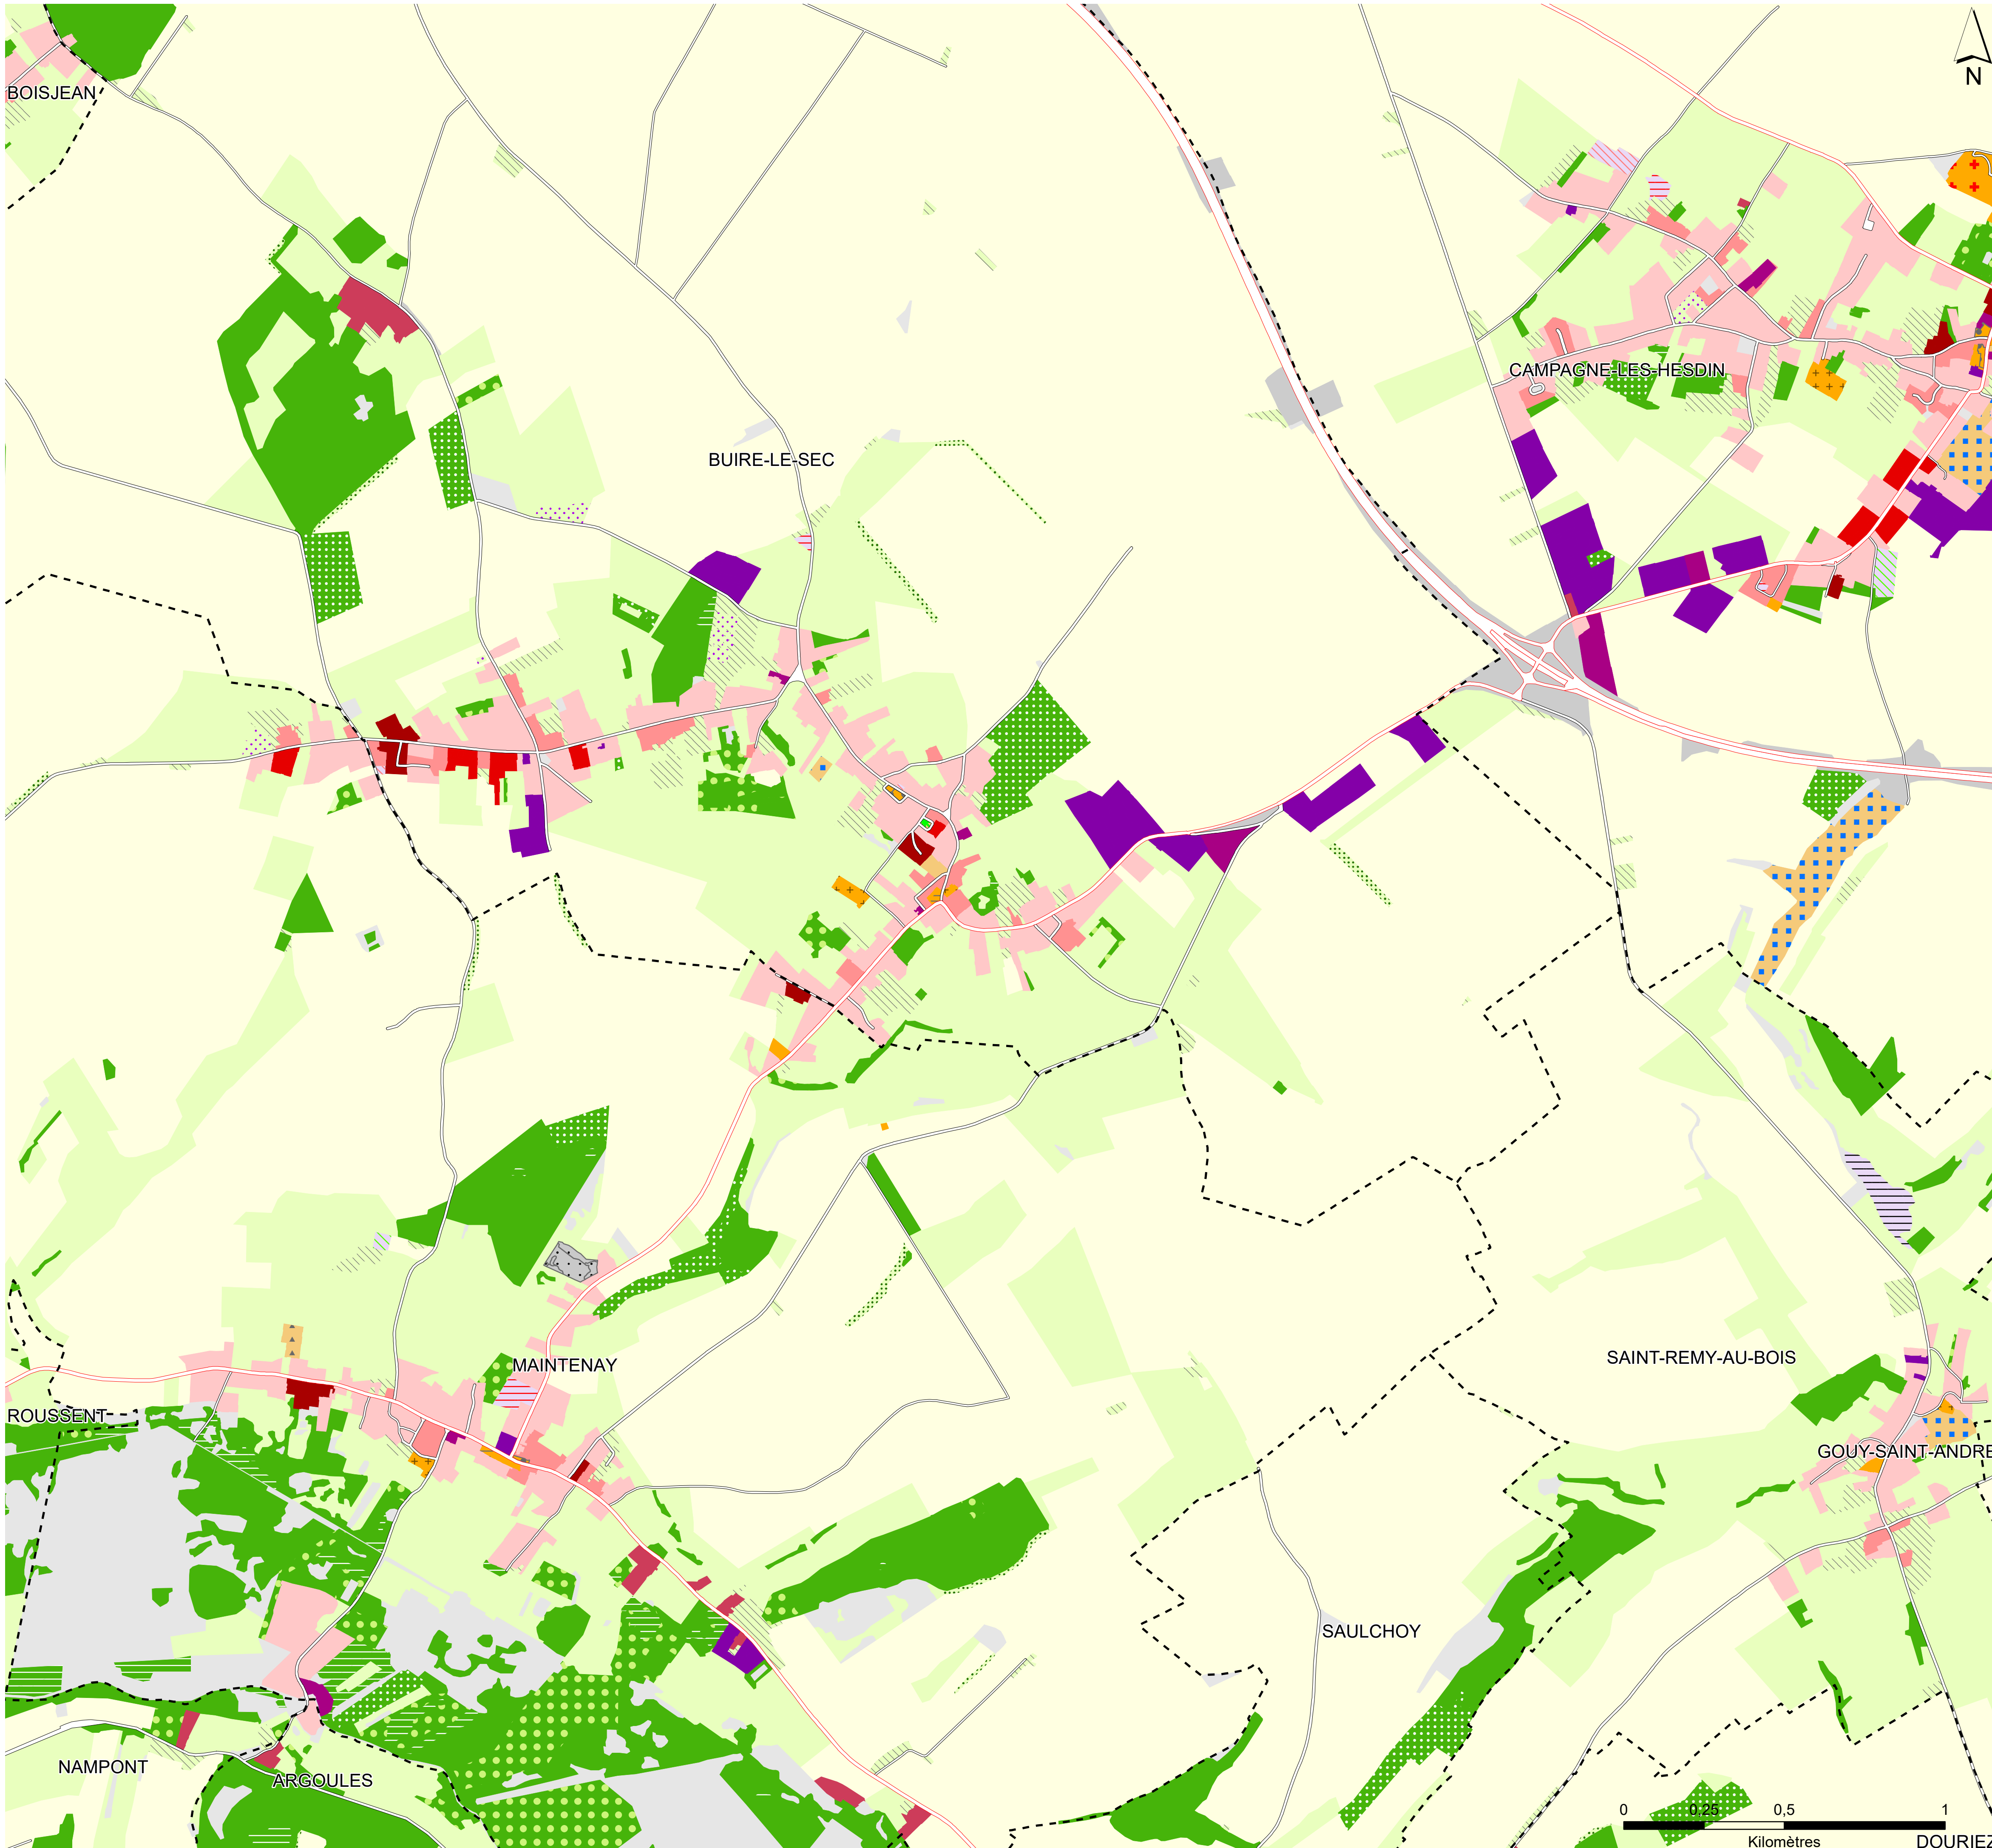 N
BOISJEAN
CAMPAGNE-LES-HESDIN
BUIRE-LE-SEC
SAINT-REMY-AU-BOIS
MAINTENAY
ROUSSENT
GOUY-SAINT-ANDRE
SAULCHOY
NAMPONT
ARGOULES
0 0,25 0,5 1
Kilomètres
DOURIEZ